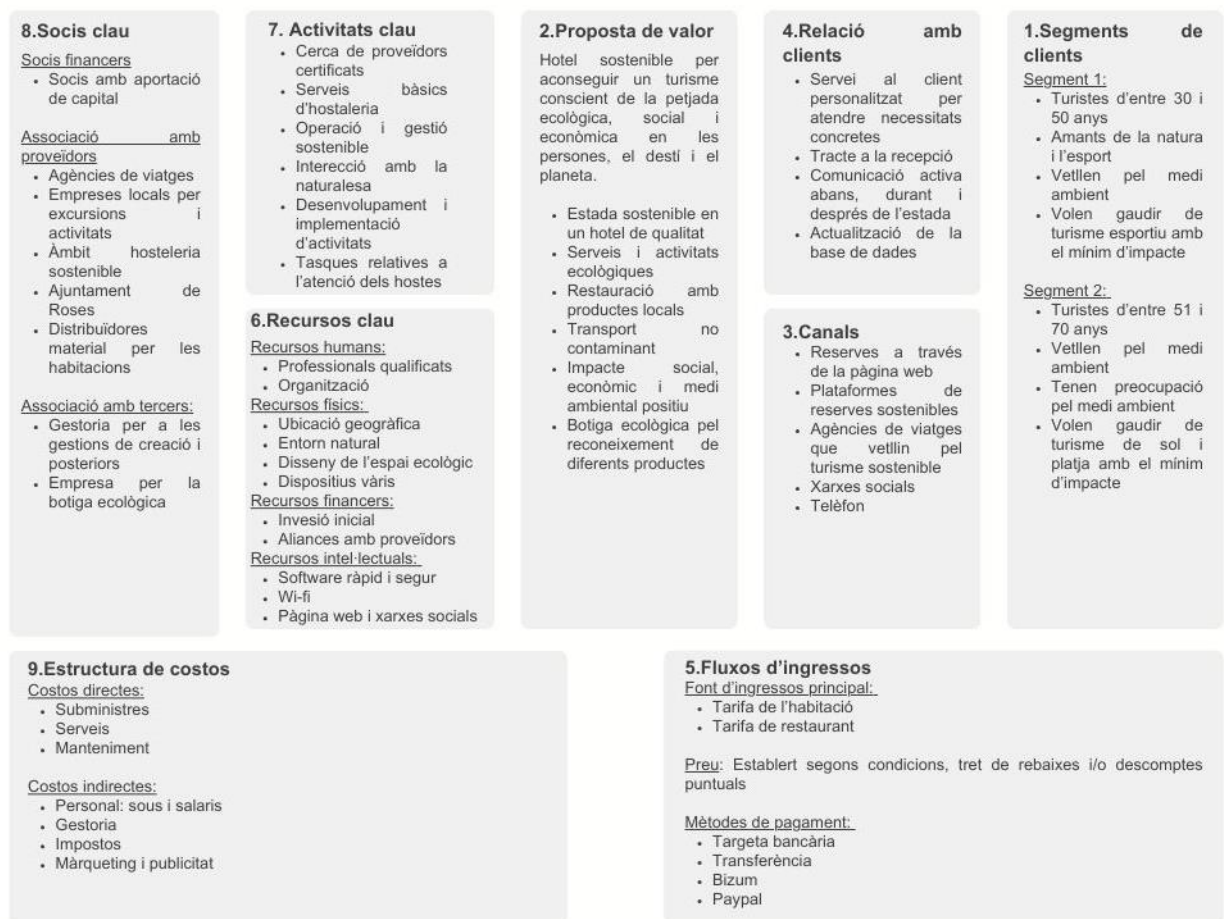 8.Socis clau
Socis financers
• Socis amb aportació
de capital
Associació amb
proveïdors
• Agències de viatges
• Empreses locals per
excursions i
activitats
• Àmbit hosteleria
sostenible
• Ajuntament de
Roses
• Distribuïdores
material per les
habitacions
Associació amb tercers:
• Gestoria per a les
gestions de creació i
posteriors
• Empresa per la
botiga ecològica
7. Activitats clau
• Cerca de proveïdors
certificats
• Serveis bàsics
d'hostaleria
• Operació i gestió
sostenible
• Interecció amb la
naturalesa
• Desenvolupament i
implementació
d'activitats
• Tasques relatives a
l'atenció dels hostes
6.Recursos clau
Recursos humans:
• Professionals qualificats
• Organització
Recursos físics:
• Ubicació geogràfica
• Entorn natural
• Disseny de l'espai ecològic
• Dispositius vàris
Recursos financers:
• Invesió inicial
• Aliances amb proveïdors
Recursos intel·lectuals:
• Software ràpid i segur
• Wi-fi
• Pàgina web i xarxes socials
2.Proposta de valor
Hotel sostenible per
aconseguir un turisme
conscient de la petjada
ecològica, social i
econòmica en les
persones, el destí i el
planeta.
• Estada sostenible en
un hotel de qualitat
• Serveis i activitats
ecològiques
• Restauració amb
productes locals
• Transport no
contaminant
• Impacte social,
econòmic i medi
ambiental positiu
• Botiga ecològica pel
reconeixement de
diferents productes
4.Relació amb
clients
• Servei al client
personalitzat per
atendre necessitats
concretes
• Tracte a la recepció
• Comunicació activa
abans, durant i
després de l'estada
• Actualització de la
base de dades
3.Canals
• Reserves a través
de la pàgina web
• Plataformes de
reserves sostenibles
• Agències de viatges
que vetllin pel
turisme sostenible
• Xarxes socials
• Telèfon
1.Segments de
clients
Segment 1:
• Turistes d'entre 30 i
50 anys
• Amants de la natura
i l'esport
• Vetllen pel medi
ambient
• Volen gaudir de
turisme esportiu amb
el mínim d'impacte
Segment 2:
• Turistes d'entre 51 i
70 anys
• Vetllen pel medi
ambient
• Tenen preocupació
pel medi ambient
• Volen gaudir de
turisme de sol i
platja amb el mínim
d'impacte
9.Estructura de costos
Costos directes:
• Subministres
• Serveis
• Manteniment
Costos indirectes:
• Personal: sous i salaris
• Gestoria
• Impostos
• Màrqueting i publicitat
5.Fluxos d'ingressos
Font d'ingressos principal:
• Tarifa de l'habitació
• Tarifa de restaurant
Preu: Establert segons condicions, tret de rebaixes i/o descomptes
puntuals
Mètodes de pagament:
• Targeta bancària
• Transferència
• Bizum
• Paypal